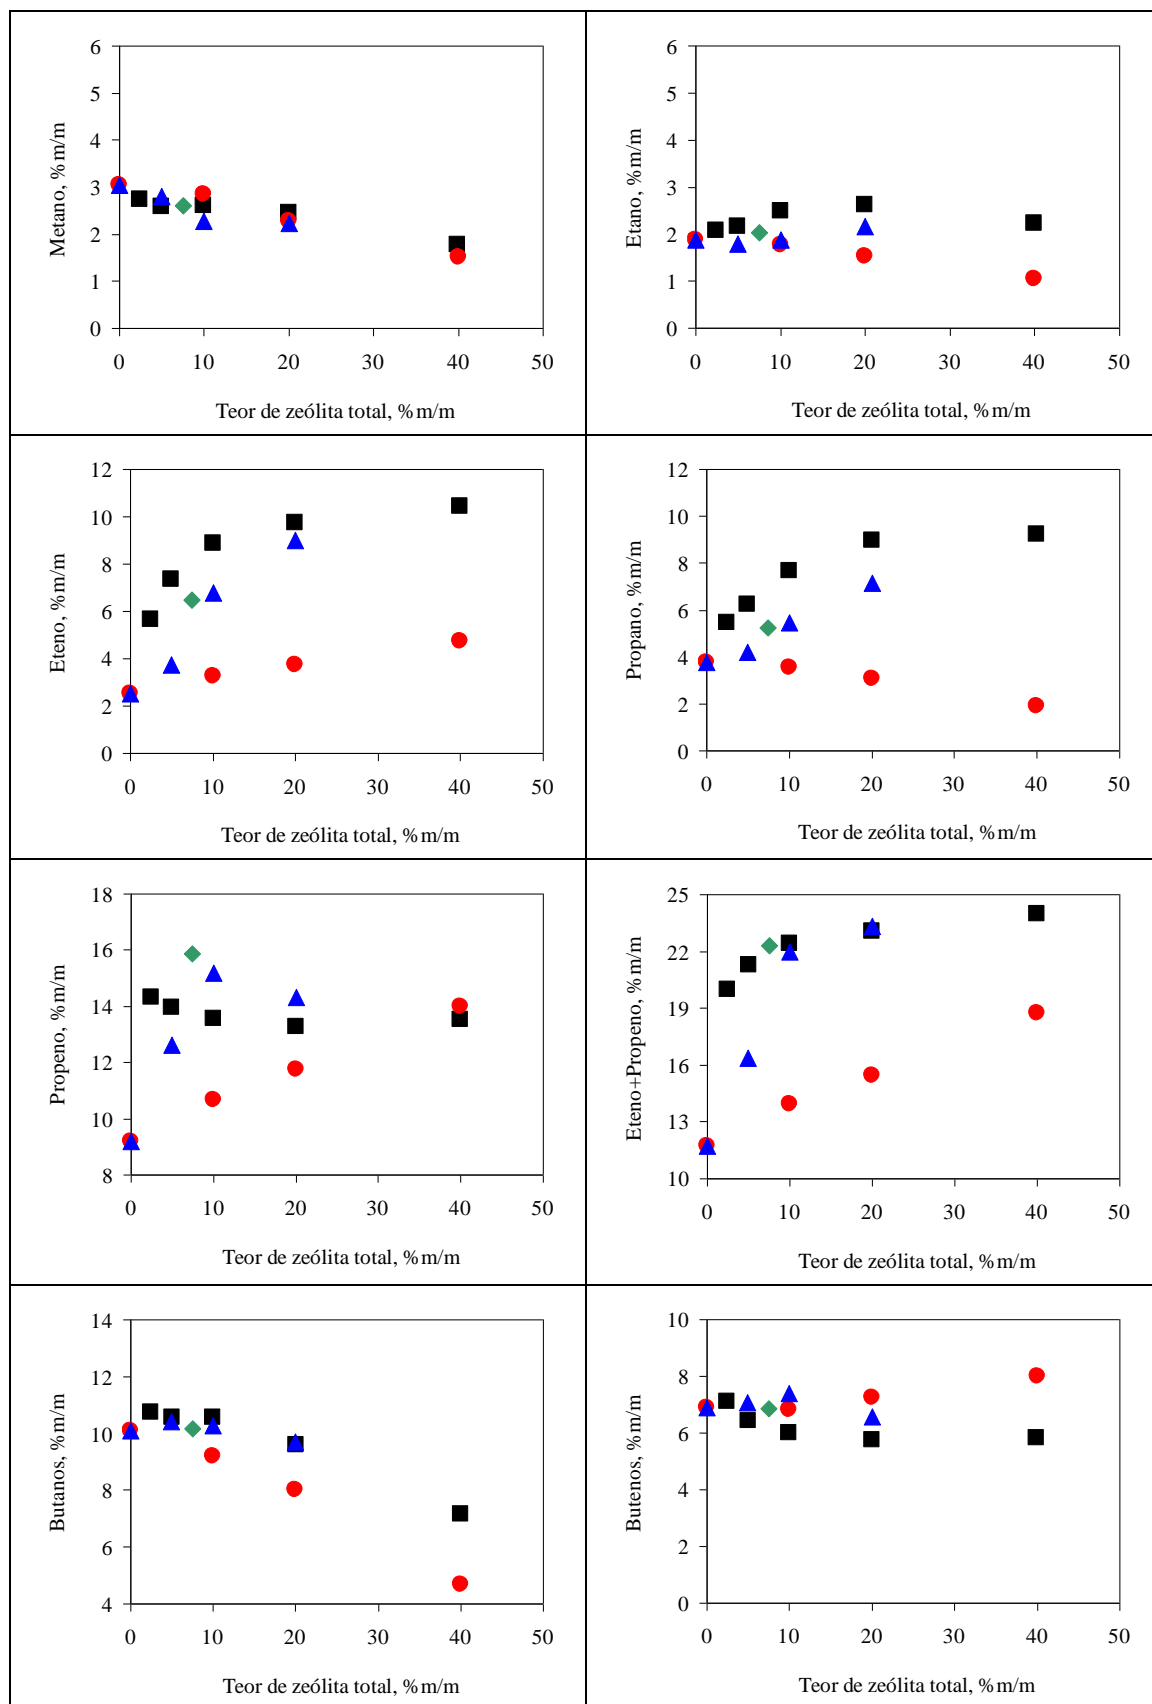 6
5
4
3
2
1
0
Metano, %m/m
0 10 20 30 40 50
Teor de zeólita total, %m/m
6
5
4
3
2
1
0
Etano, %m/m
0 10 20 30 40 50
Teor de zeólita total, %m/m
12
10
8
6
4
2
0
Eteno, %m/m
0 10 20 30 40 50
Teor de zeólita total, %m/m
12
10
8
6
4
2
0
Propano, %m/m
0 10 20 30 40 50
Teor de zeólita total, %m/m
18
16
14
12
10
8
Propeno, %m/m
0 10 20 30 40 50
Teor de zeólita total, %m/m
25
22
19
16
13
10
Eteno+Propeno, %m/m
0 10 20 30 40 50
Teor de zeólita total, %m/m
14
12
10
8
6
4
Butanos, %m/m
0 10 20 30 40 50
Teor de zeólita total, %m/m
10
8
6
4
2
0
Butenos, %m/m
0 10 20 30 40 50
Teor de zeólita total, %m/m